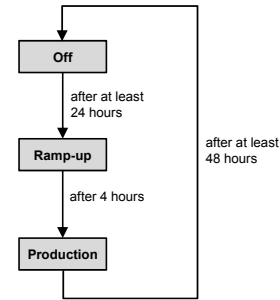 Off
after at least
24 hours
Ramp-up
after at least
48 hours
after 4 hours
Production